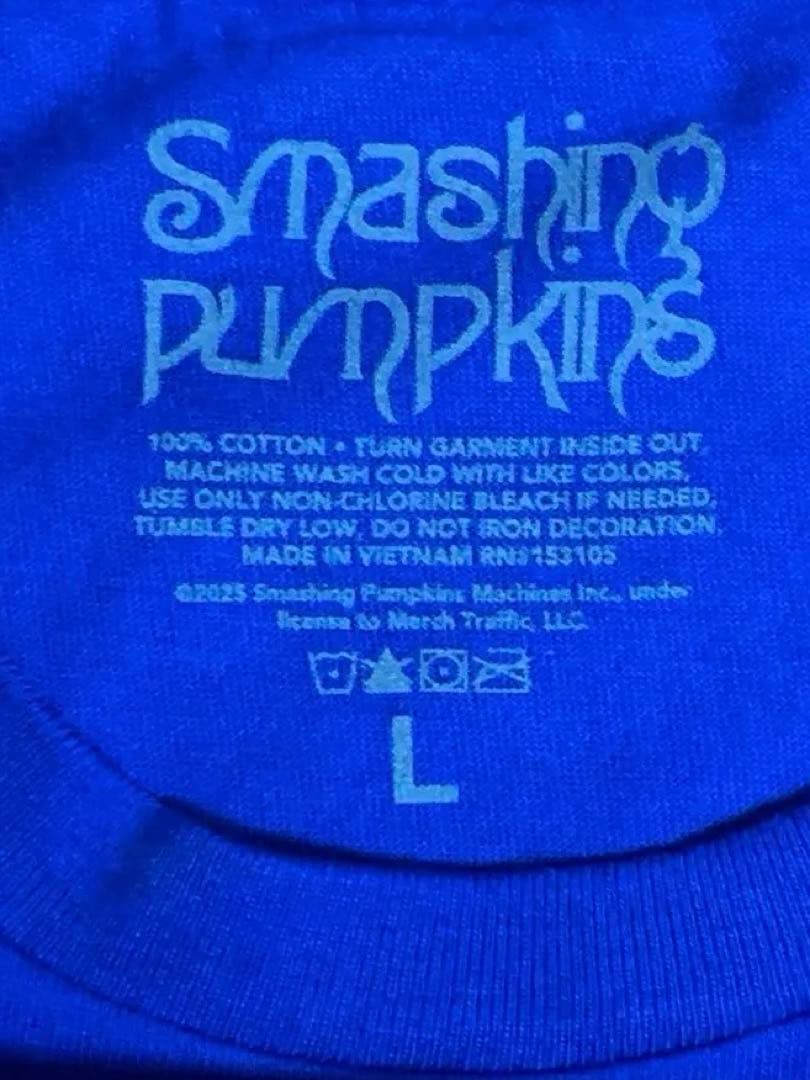 Smashing
pumpkins
100% COTTON • TURN GARMENT INSIDE OUT.
MACHINE WASH COLD WITH LIKE COLORS.
USE ONLY NON-CHLORINE BLEACH IF NEEDED.
TUMBLE DRY LOW. DO NOT IRON DECORATION.
MADE IN VIETNAM RN# 153105
©2025 Smashing Pumpkins Machines Inc., under
license to Merch Traffic, LLC.
L